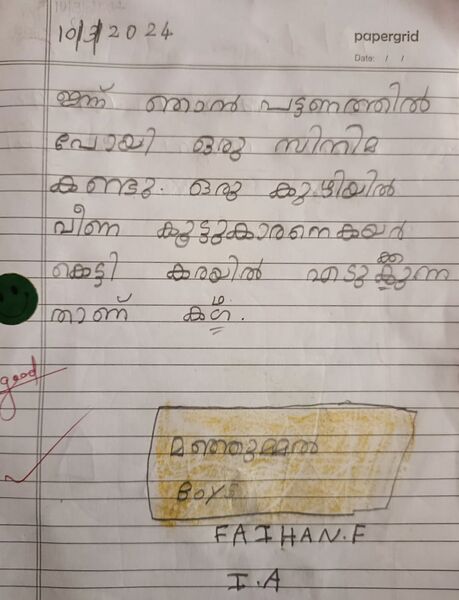 10/3/2024
papergrid
Date: / /
ഇന്ന് ഞാൻ പട്ടണത്തിൽ
പോയി ഒരു സിനിമ
കണ്ടു. ഒരു കുഴിയിൽ
വീണ കൂട്ടുകാരനെ കയർ
കെട്ടി കരയിൽ എടുക്കുന്ന
താണ് കഥ.
good
മഞ്ഞുമ്മൽ
BOYS
FAIHAN.F
I.A